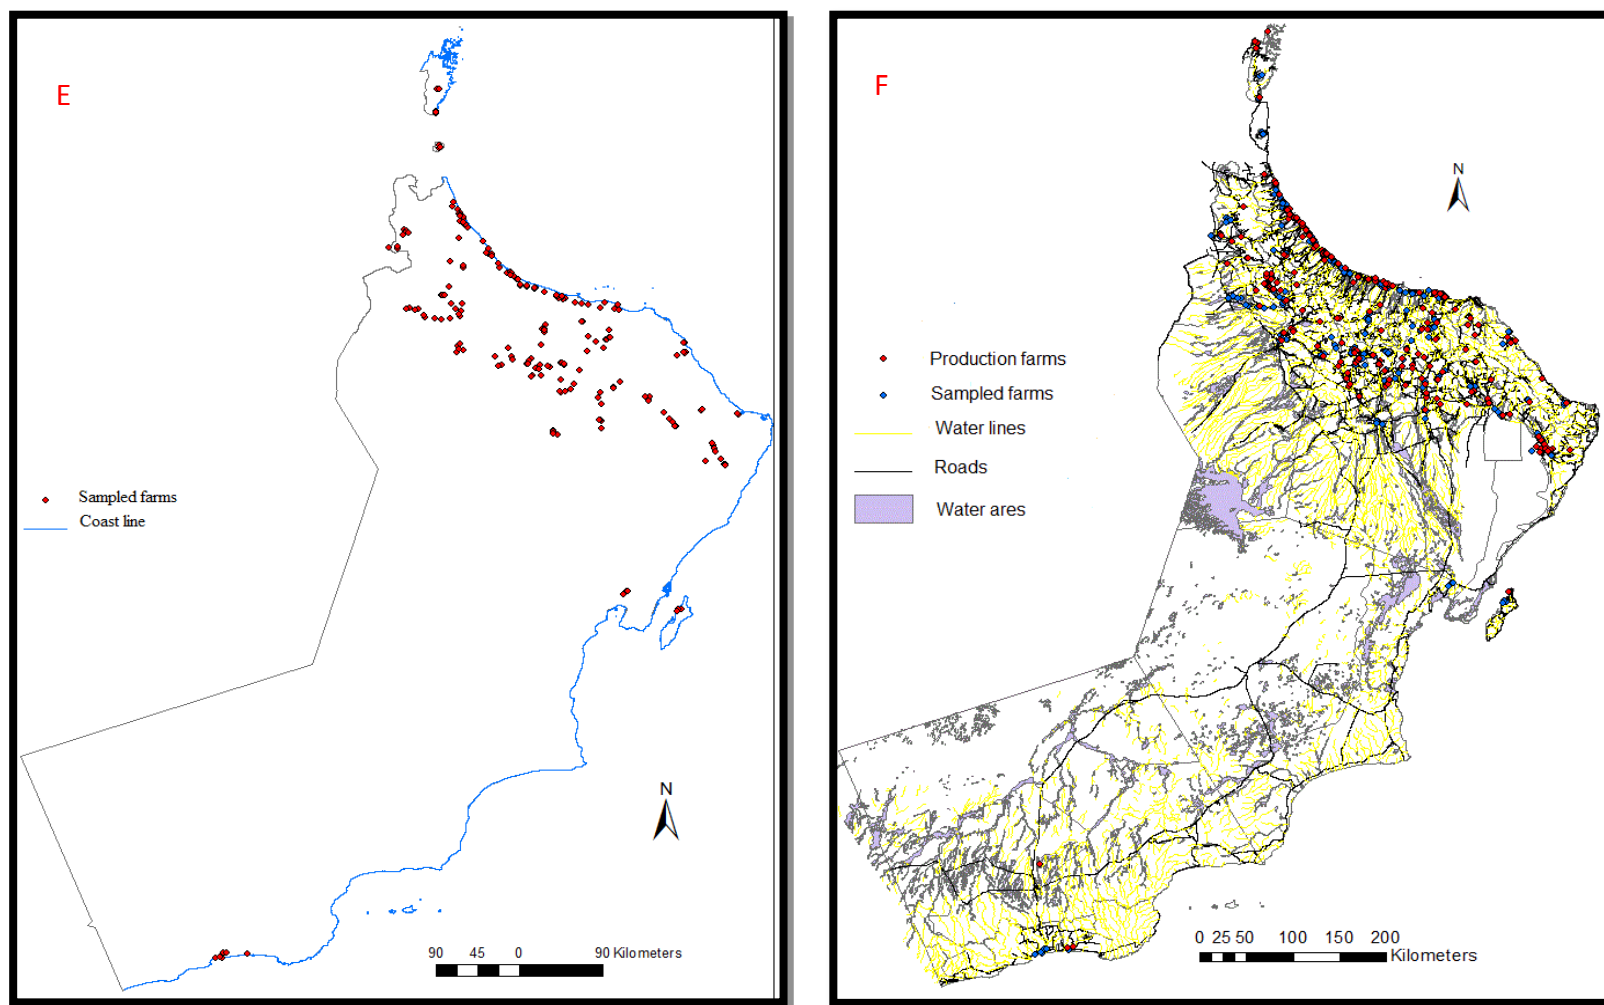 E
Sampled farms
Coast line
N
90 45 0 90 Kilometers
F
N
Production farms
Sampled farms
Water lines
Roads
Water ares
0 25 50 100 150 200
Kilometers